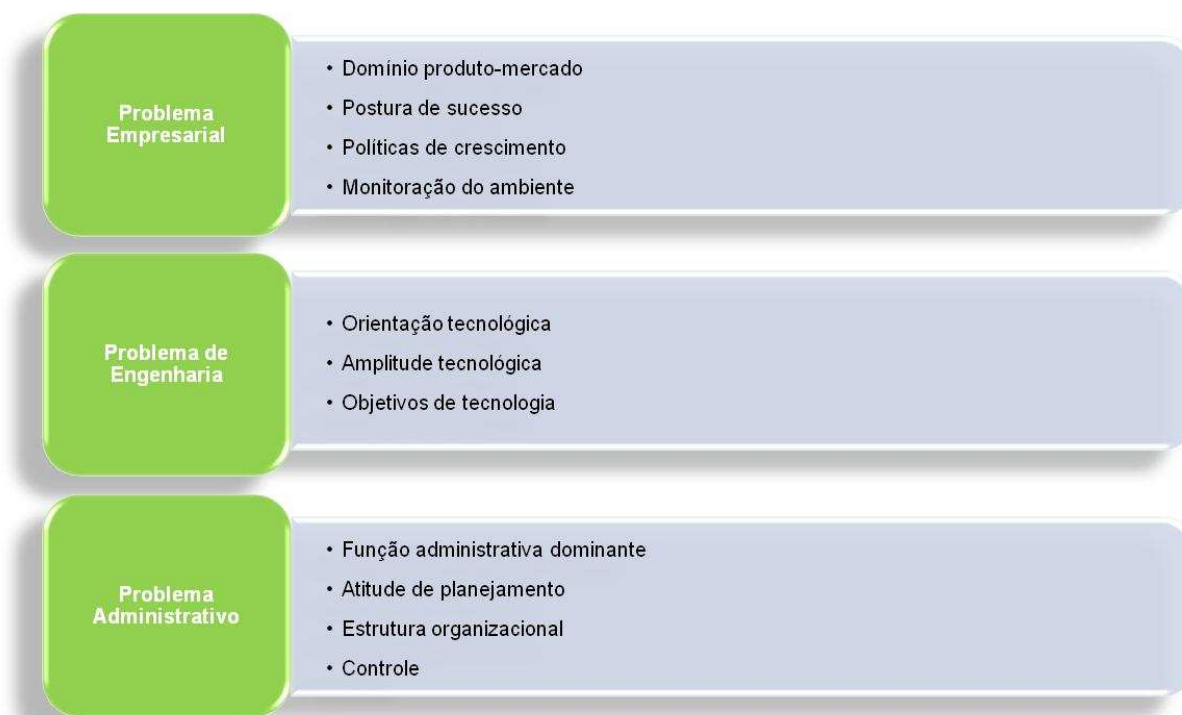 Problema
Empresarial
• Domínio produto-mercado
• Postura de sucesso
• Políticas de crescimento
• Monitoração do ambiente
Problema de
Engenharia
• Orientação tecnológica
• Amplitude tecnológica
• Objetivos de tecnologia
Problema
Administrativo
• Função administrativa dominante
• Atitude de planejamento
• Estrutura organizacional
• Controle